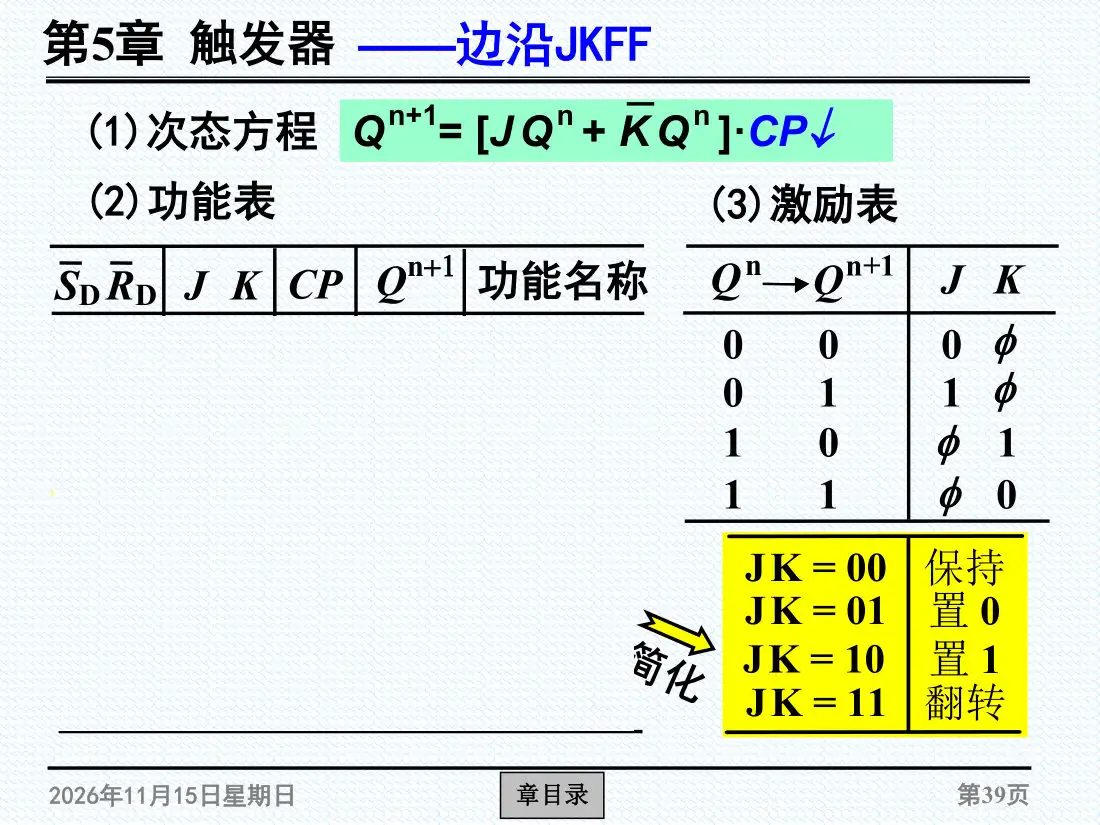 第5章 触发器 ——边沿JKFF
(1)次态方程 Qⁿ⁺¹= [J Qⁿ + K̅ Qⁿ ]·CP↓
(2)功能表
(3)激励表
S̅D R̅D J K CP Qⁿ⁺¹ 功能名称
Qⁿ→Qⁿ⁺¹ J K
0 0 0 ϕ
0 1 1 ϕ
1 0 ϕ 1
1 1 ϕ 0
简化
JK = 00 保持
JK = 01 置 0
JK = 10 置 1
JK = 11 翻转
2026年11月15日星期日 章目录 第39页